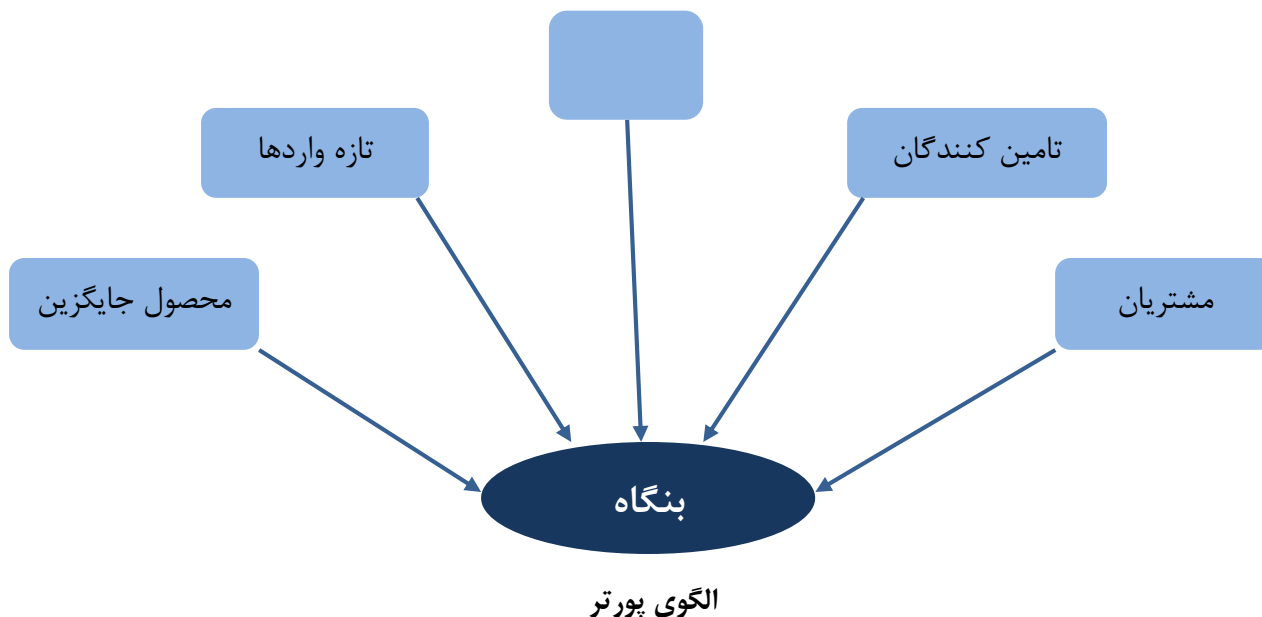 تامین کنندگان
تازه واردها
مشتریان
محصول جایگزین
بنگاه
الگوی پورتر